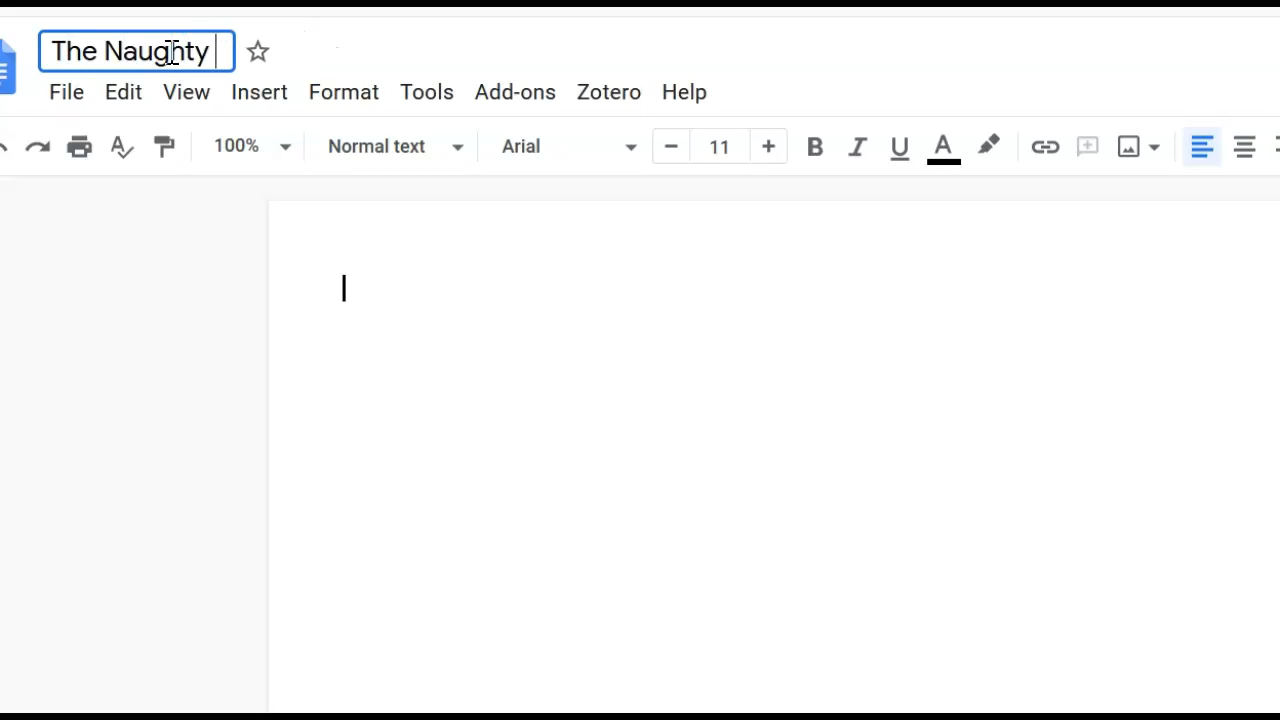 The Naughty
File Edit View Insert Format Tools Add-ons Zotero Help
100% Normal text Arial 11 B I U A